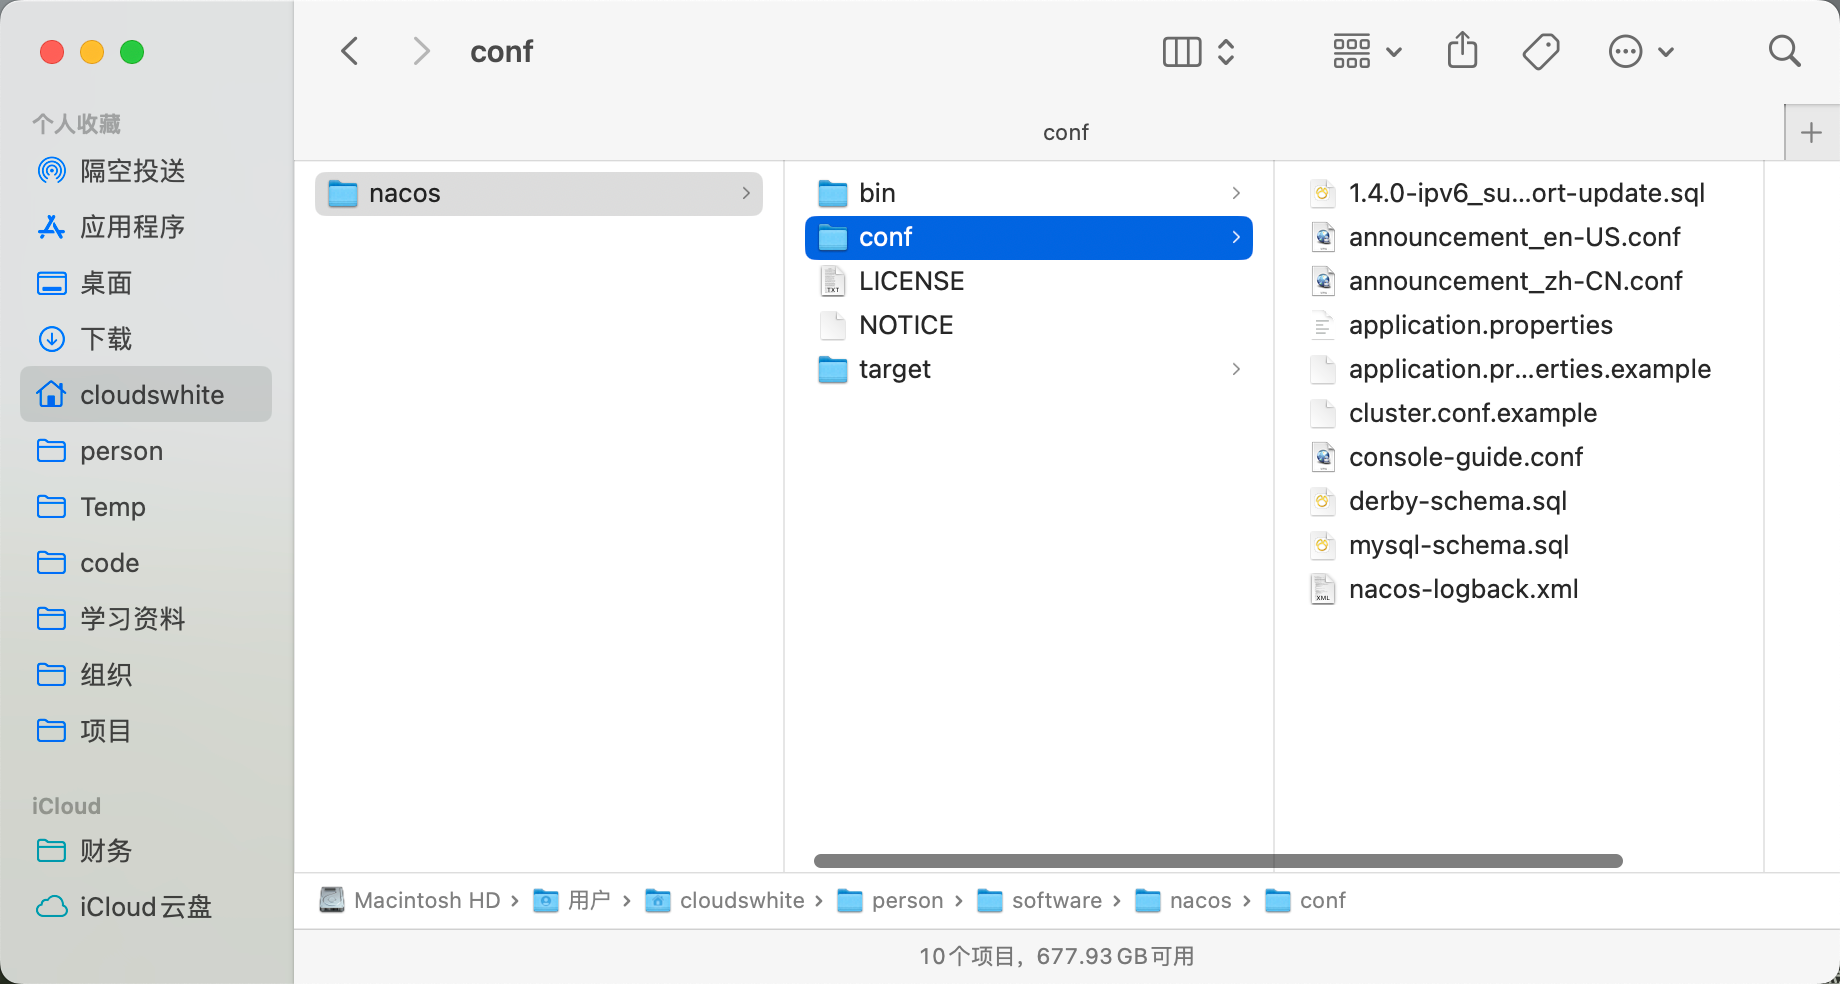 conf
conf
个人收藏
隔空投送
应用程序
桌面
下载
cloudswhite
person
Temp
code
学习资料
组织
项目
iCloud
财务
iCloud云盘
nacos
bin
conf
LICENSE
NOTICE
target
1.4.0-ipv6_su...ort-update.sql
announcement_en-US.conf
announcement_zh-CN.conf
application.properties
application.pr...erties.example
cluster.conf.example
console-guide.conf
derby-schema.sql
mysql-schema.sql
nacos-logback.xml
Macintosh HD › 用户 › cloudswhite › person › software › nacos › conf
10个项目，677.93 GB可用